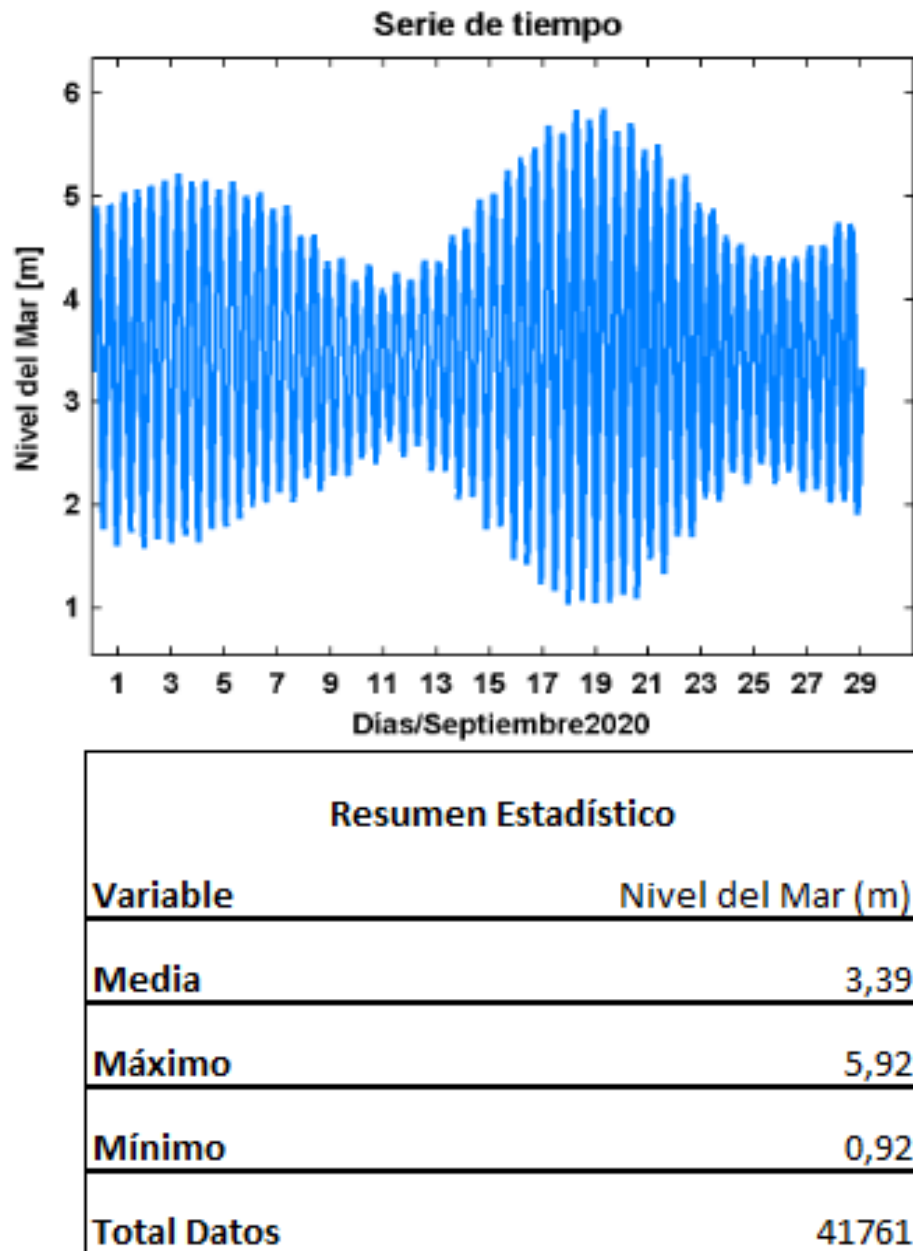 Serie de tiempo
6
5
4
3
2
1
Nivel del Mar [m]
1 3 5 7 9 11 13 15 17 19 21 23 25 27 29
Días/Septiembre2020
Resumen Estadístico
Variable Nivel del Mar (m)
Media 3,39
Máximo 5,92
Mínimo 0,92
Total Datos 41761